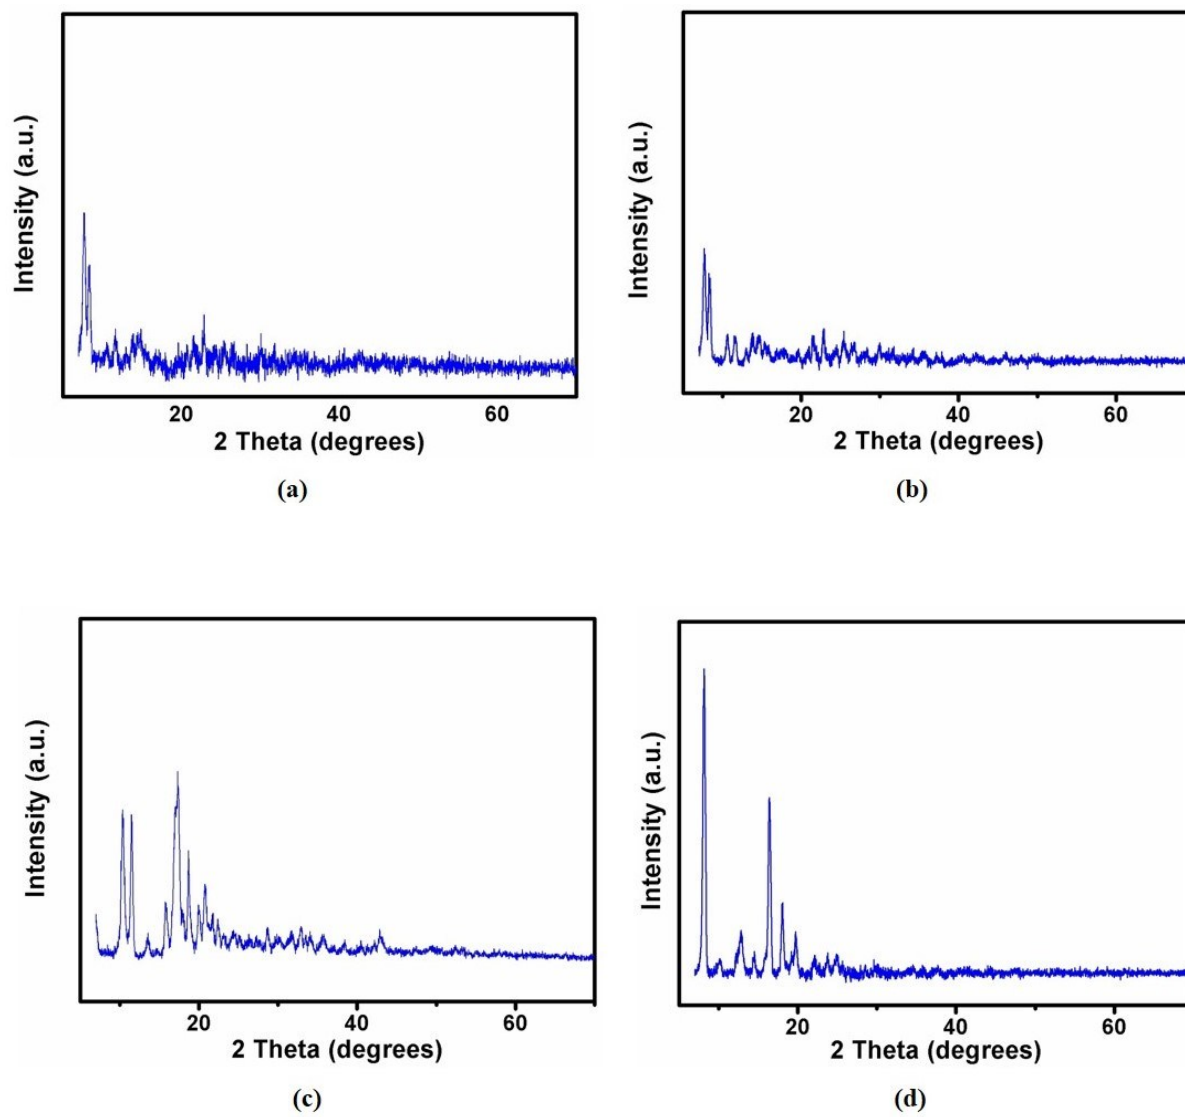 Intensity (a.u.)
20 40 60
2 Theta (degrees)
(a)
Intensity (a.u.)
20 40 60
2 Theta (degrees)
(b)
Intensity (a.u.)
20 40 60
2 Theta (degrees)
(c)
Intensity (a.u.)
20 40 60
2 Theta (degrees)
(d)